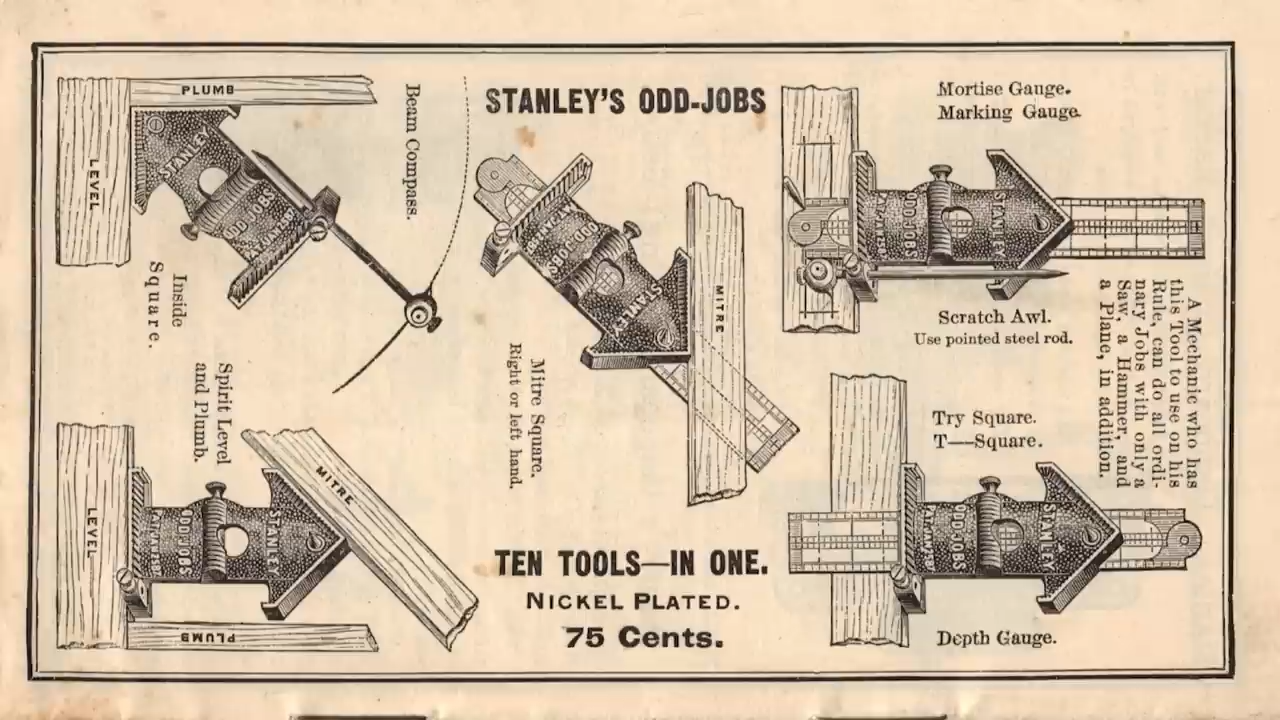 STANLEY'S ODD-JOBS
PLUMB
LEVEL
STANLEY
ODD JOBS
Beam Compass.
Inside
Square.
Spirit Level
and Plumb.
LEVEL
MITRE
STANLEY
ODD-JOBS
PLUMB
STANLEY
ODD JOBS
MITRE
Mitre Square.
Right or left hand.
TEN TOOLS—IN ONE.
NICKEL PLATED.
75 Cents.
Mortise Gauge.
Marking Gauge.
STANLEY
ODD JOBS
Scratch Awl.
Use pointed steel rod.
A Mechanic who has
this Tool to use on his
Rule, can do all ordi-
nary Jobs with only a
Saw, a Hammer, and
a Plane, in addition.
Try Square.
T—Square.
STANLEY
ODD-JOBS
Depth Gauge.